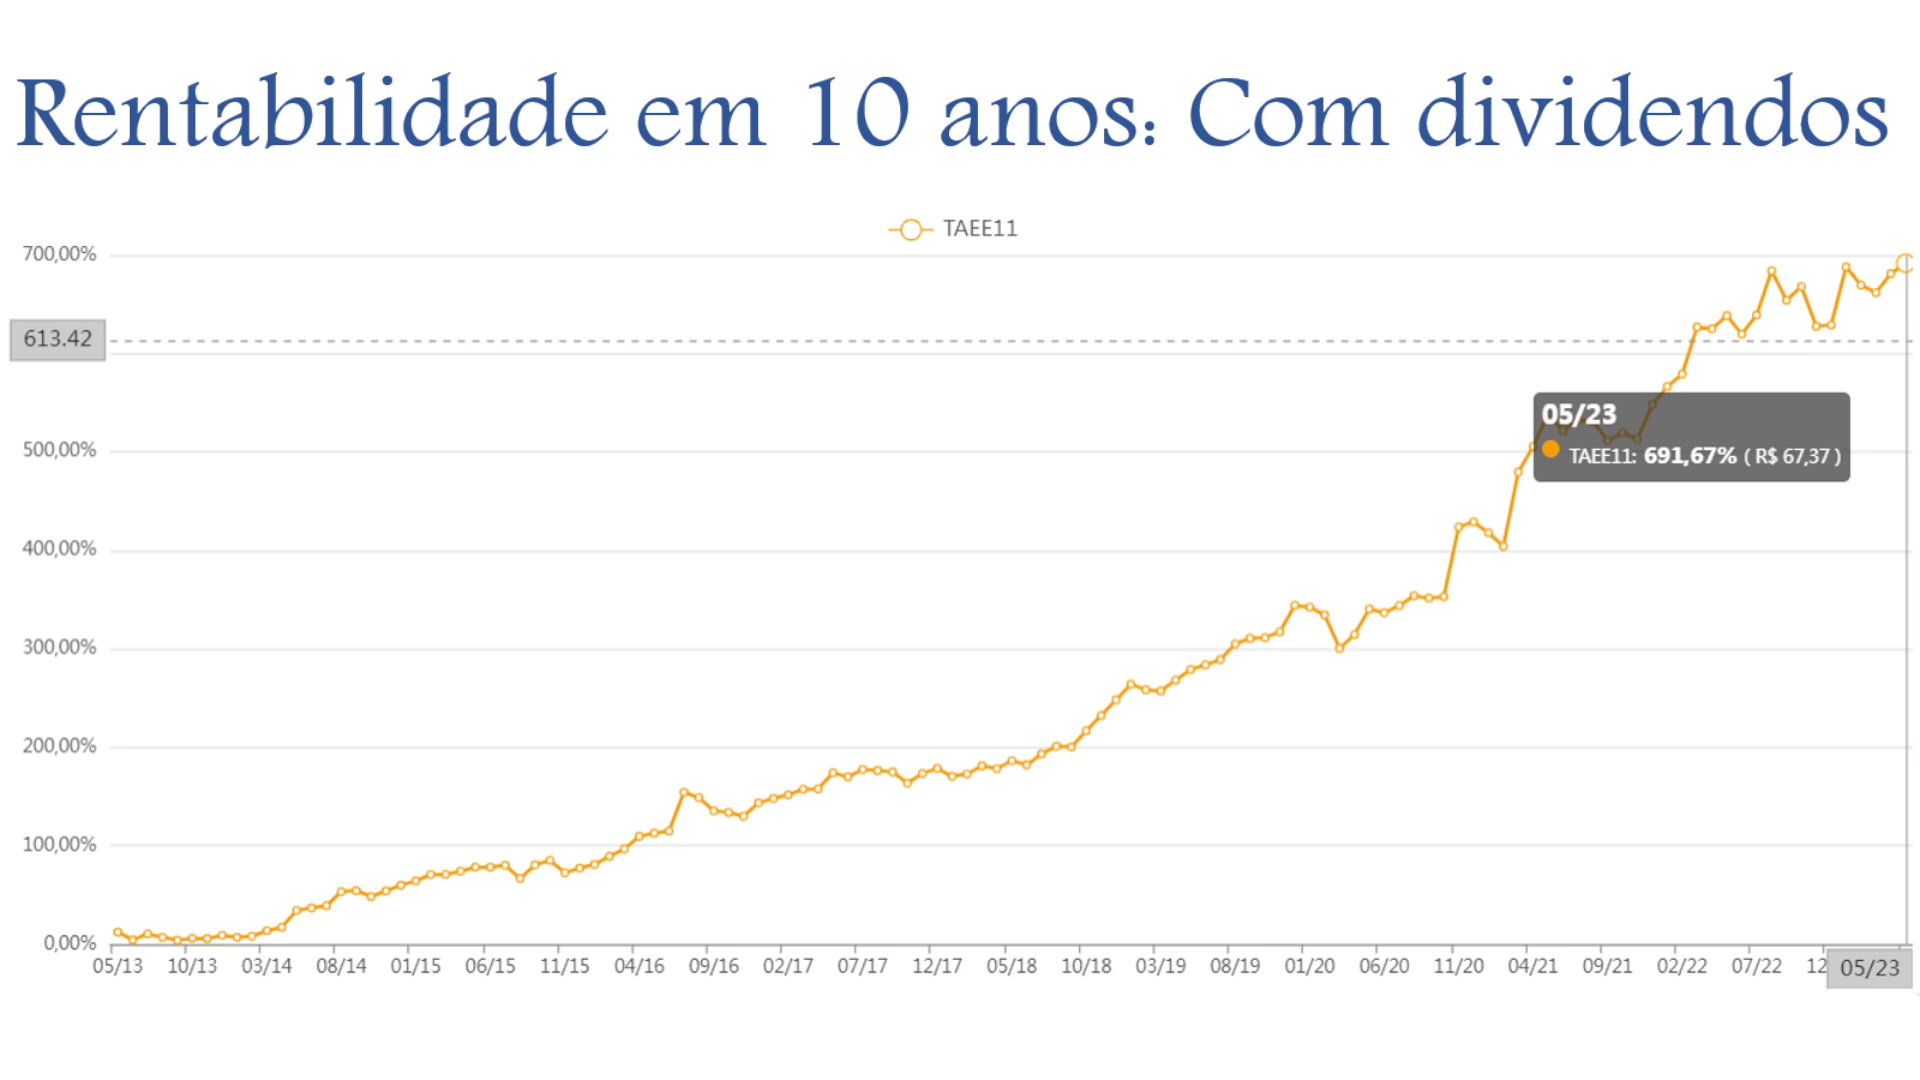 Rentabilidade em 10 anos: Com dividendos
TAEE11
700,00%
613.42
05/23
TAEE11: 691,67% ( R$ 67,37 )
500,00%
400,00%
300,00%
200,00%
100,00%
0,00%
05/13 10/13 03/14 08/14 01/15 06/15 11/15 04/16 09/16 02/17 07/17 12/17 05/18 10/18 03/19 08/19 01/20 06/20 11/20 04/21 09/21 02/22 07/22 12 05/23